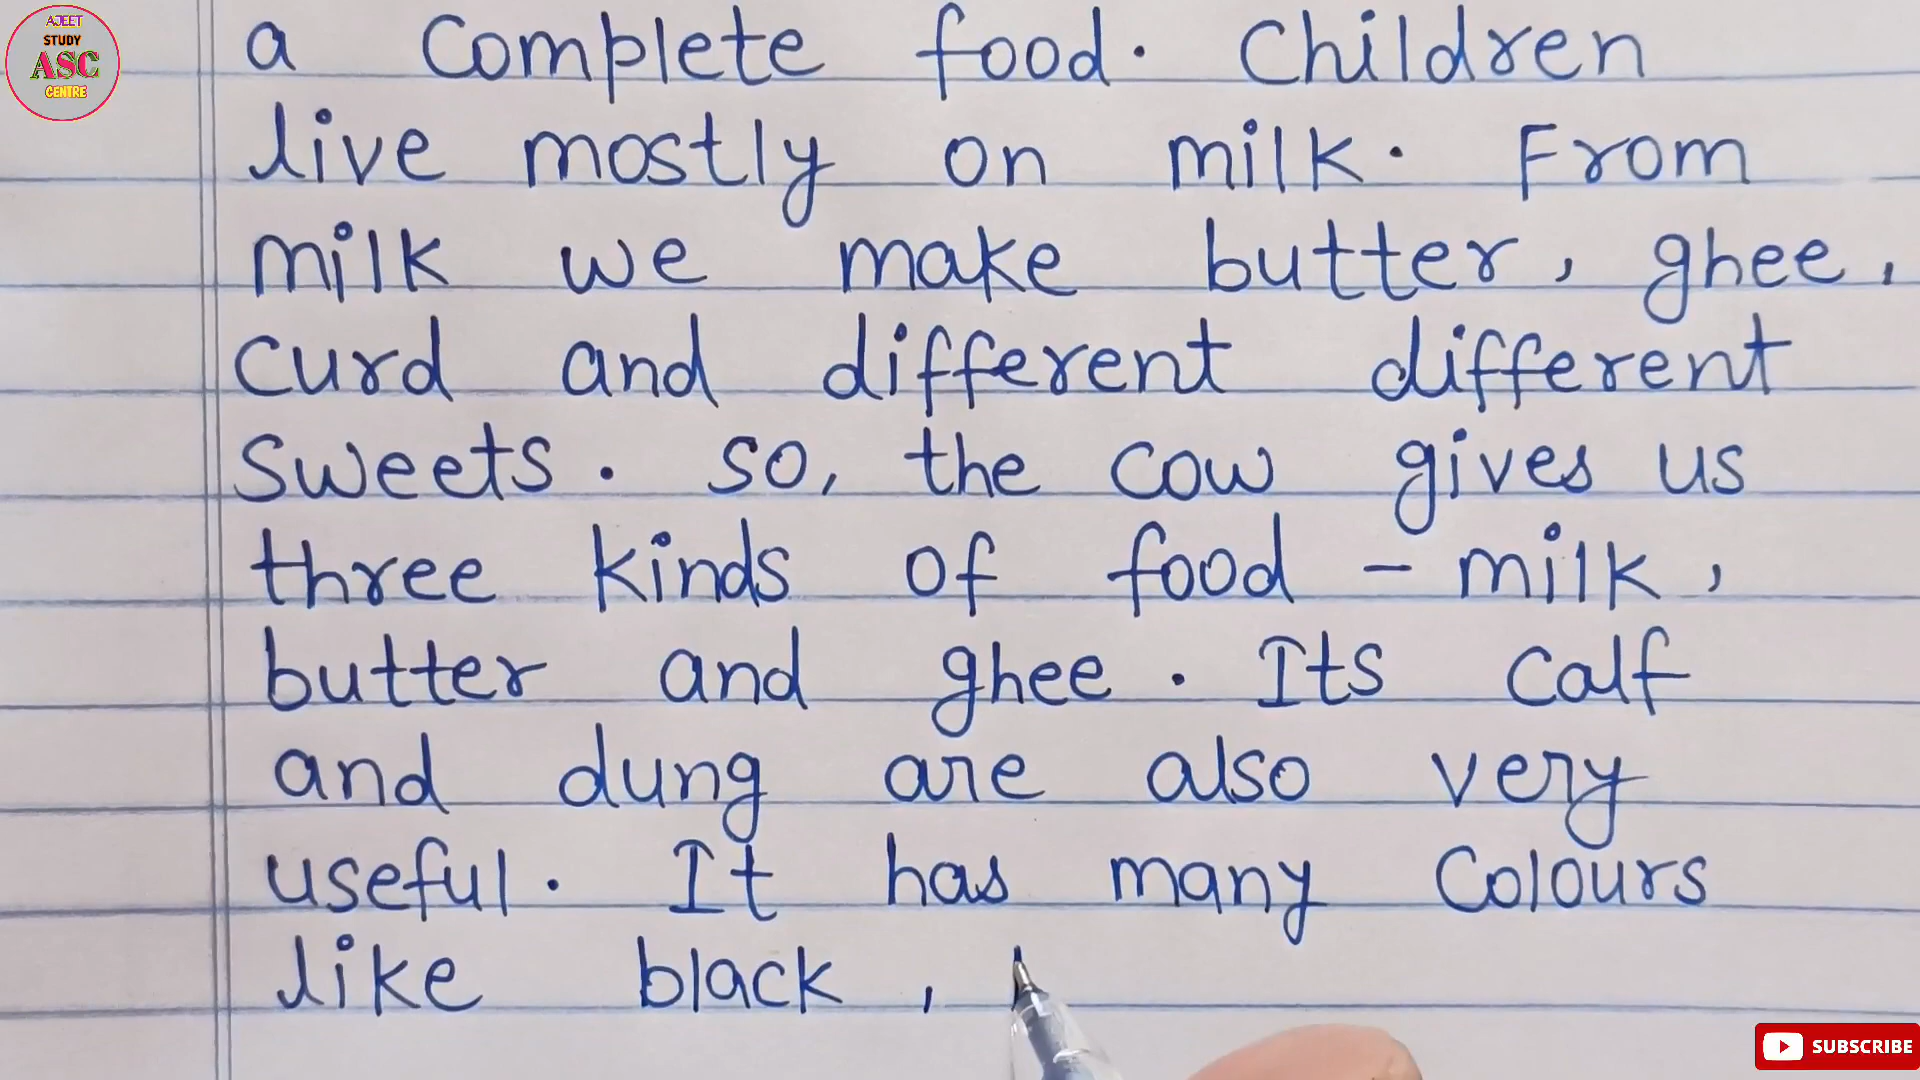 AJEET
STUDY
ASC
CENTRE
a complete food. Children
live mostly on milk. From
milk we make butter, ghee,
curd and different different
sweets. So, the cow gives us
three kinds of food - milk,
butter and ghee. Its calf
and dung are also very
useful. It has many colours
like black,
SUBSCRIBE